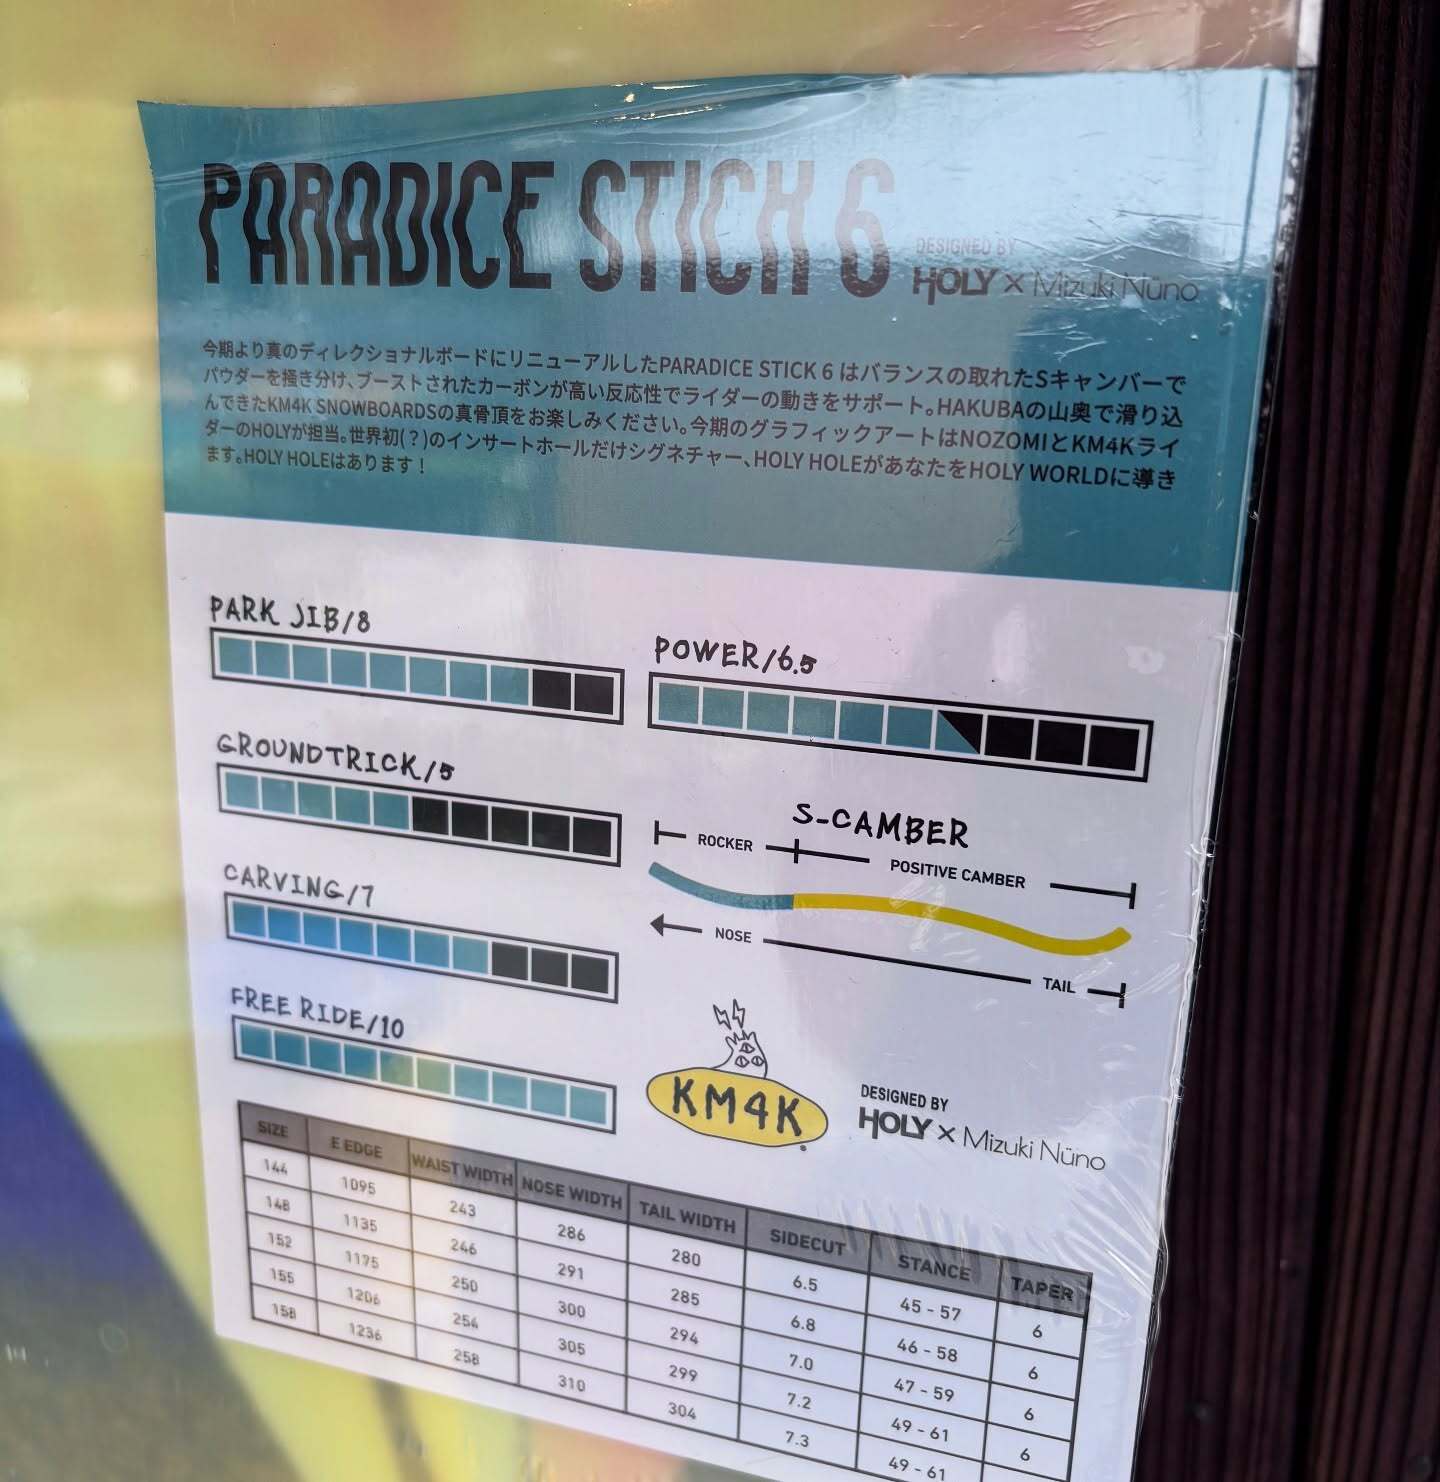 PARADICE STICK 6
DESIGNED BY
HOLY × Mizuki Nüno
今期より真のディレクショナルボードにリニューアルしたPARADICE STICK 6 はバランスの取れたSキャンバーで
パウダーを掻き分け、ブーストされたカーボンが高い反応性でライダーの動きをサポート。HAKUBAの山奥で滑り込
んできたKM4K SNOWBOARDSの真骨頂をお楽しみください。今期のグラフィックアートはNOZOMIとKM4Kライ
ダーのHOLYが担当。世界初(？)のインサートホールだけシグネチャー、HOLY HOLEがあなたをHOLY WORLDに導き
ます。HOLY HOLEはあります！
PARK JIB/8
POWER/6.5
GROUNDTRICK/5
CARVING/7
FREE RIDE/10
S-CAMBER
ROCKER
POSITIVE CAMBER
NOSE
TAIL
KM4K
DESIGNED BY
HOLY × Mizuki Nüno
SIZE E EDGE WAIST WIDTH NOSE WIDTH TAIL WIDTH SIDECUT STANCE TAPER
144 1095 243 286 280 6.5 45 - 57 6
148 1135 246 291 285 6.8 46 - 58 6
152 1175 250 300 294 7.0 47 - 59 6
155 1206 254 305 299 7.2 49 - 61 6
158 1236 258 310 304 7.3 49 - 61